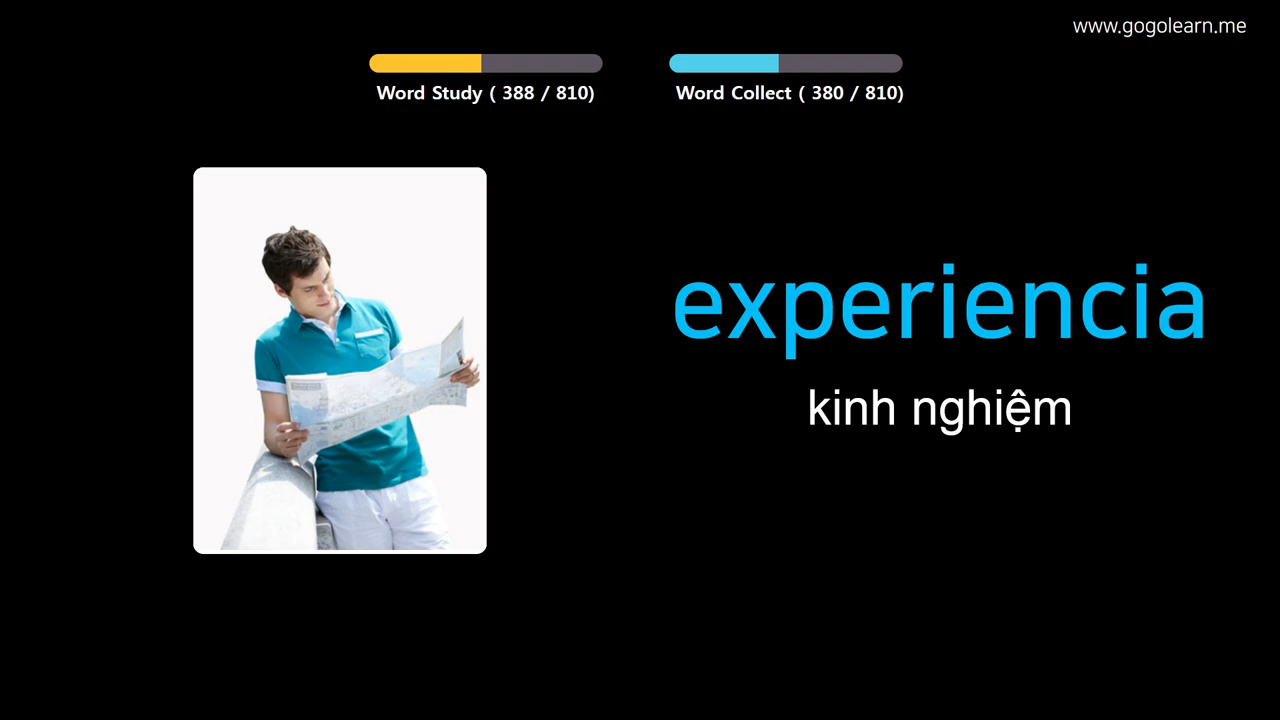 www.gogolearn.me
Word Study ( 388 / 810)
Word Collect ( 380 / 810)
experiencia
kinh nghiệm